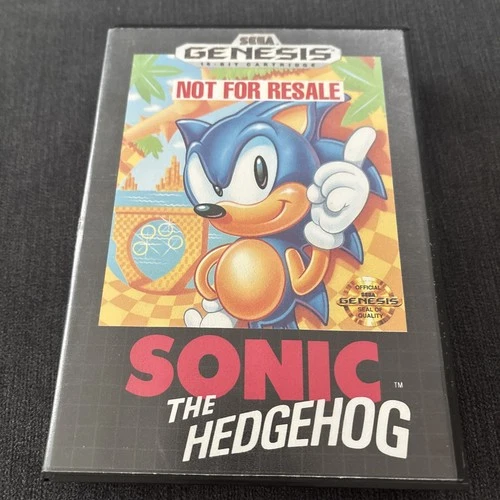 SEGA
GENESIS
16-BIT CARTRIDGE
NOT FOR RESALE
OFFICIAL
SEGA
GENESIS
SEAL OF
QUALITY
SONIC
TM
THE
HEDGEHOG